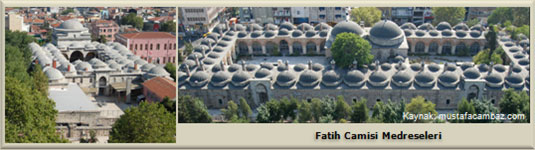 Kaynak: mustafacambaz.com
Fatih Camisi Medreseleri